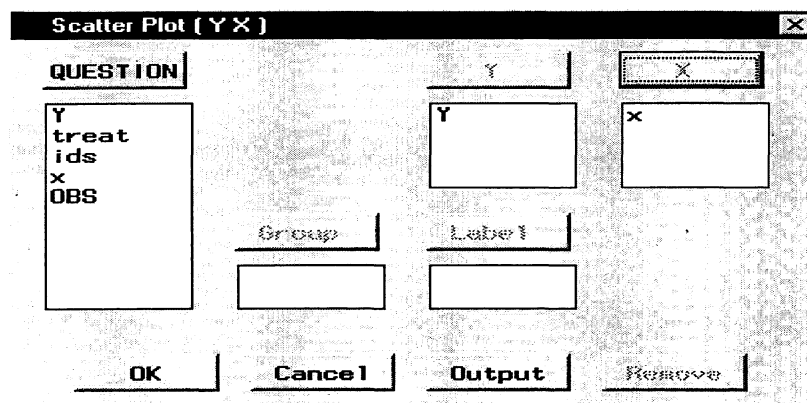 Scatter Plot ( Y X )
QUESTION
Y
X
Y
treat
ids
x
OBS
Y
x
Group
Label
OK
Cancel
Output
Remove